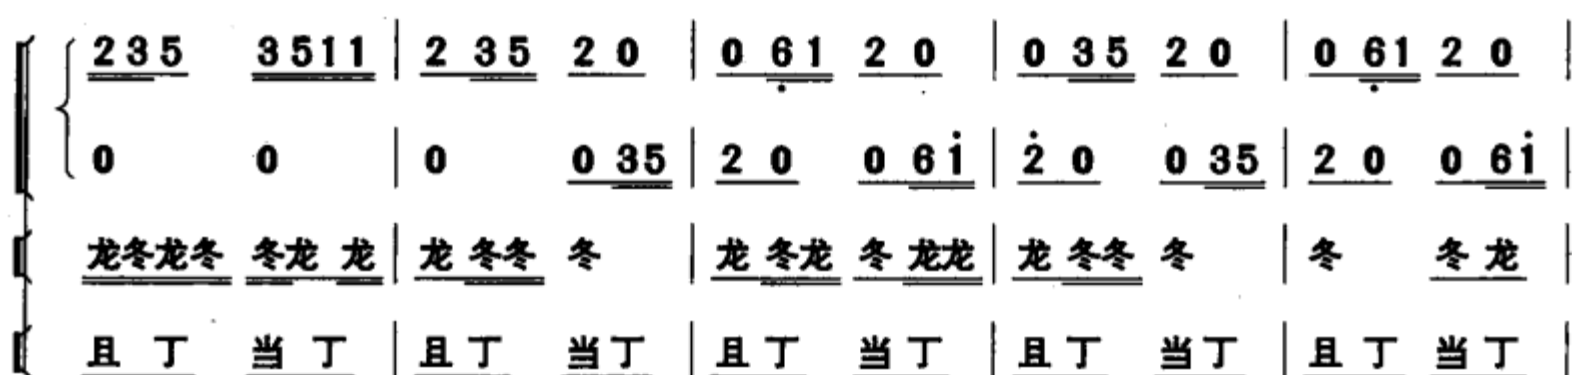 235 3511 | 2 35 2 0 | 0 61 2 0 | 0 35 2 0 | 0 61 2 0 |
0 0 | 0 0 35 | 2 0 0 6i | 2 0 0 35 | 2 0 0 6i |
龙冬龙冬 冬龙 龙 | 龙 冬冬 冬 | 龙 冬龙 冬 龙龙 | 龙 冬冬 冬 | 冬 冬 龙 |
且 丁 当 丁 | 且 丁 当 丁 | 且 丁 当 丁 | 且 丁 当 丁 | 且 丁 当 丁